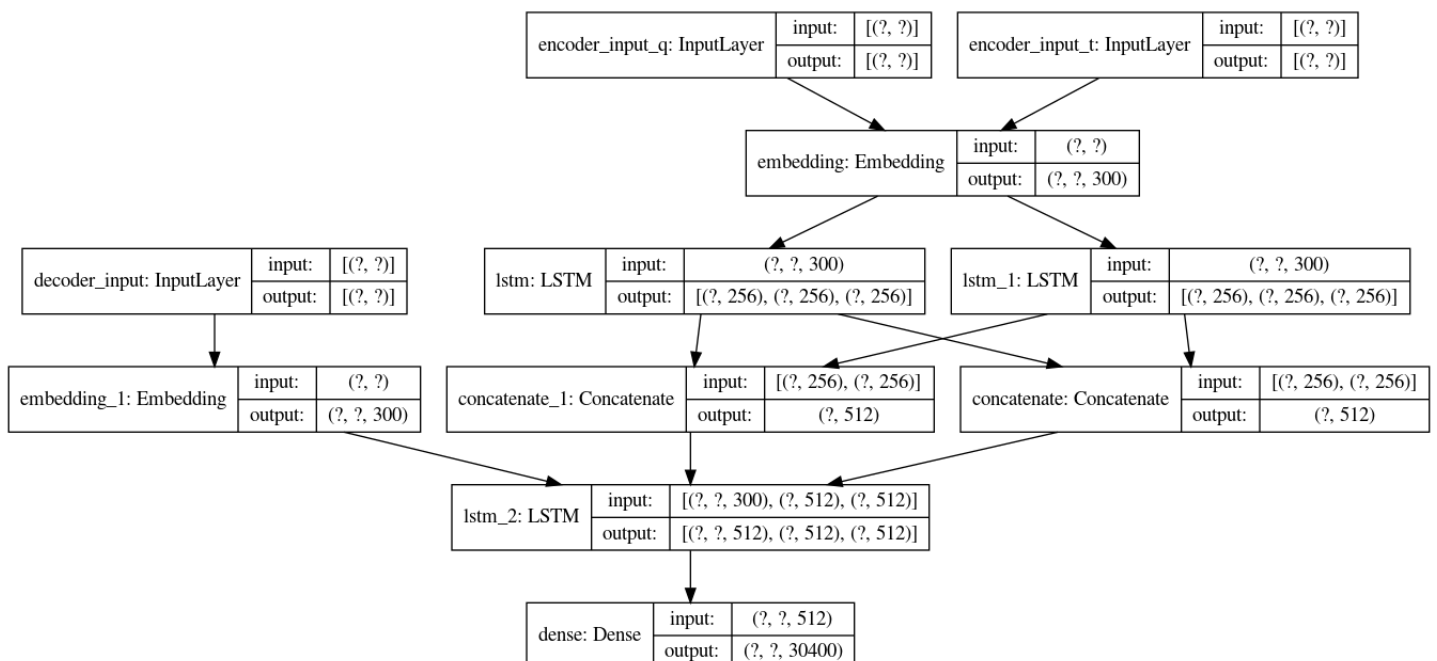 encoder_input_q: InputLayer
input: [(?, ?)]
output: [(?, ?)]
encoder_input_t: InputLayer
input: [(?, ?)]
output: [(?, ?)]
embedding: Embedding
input: (?, ?)
output: (?, ?, 300)
decoder_input: InputLayer
input: [(?, ?)]
output: [(?, ?)]
lstm: LSTM
input: (?, ?, 300)
output: [(?, 256), (?, 256), (?, 256)]
lstm_1: LSTM
input: (?, ?, 300)
output: [(?, 256), (?, 256), (?, 256)]
embedding_1: Embedding
input: (?, ?)
output: (?, ?, 300)
concatenate_1: Concatenate
input: [(?, 256), (?, 256)]
output: (?, 512)
concatenate: Concatenate
input: [(?, 256), (?, 256)]
output: (?, 512)
lstm_2: LSTM
input: [(?, ?, 300), (?, 512), (?, 512)]
output: [(?, ?, 512), (?, 512), (?, 512)]
dense: Dense
input: (?, ?, 512)
output: (?, ?, 30400)